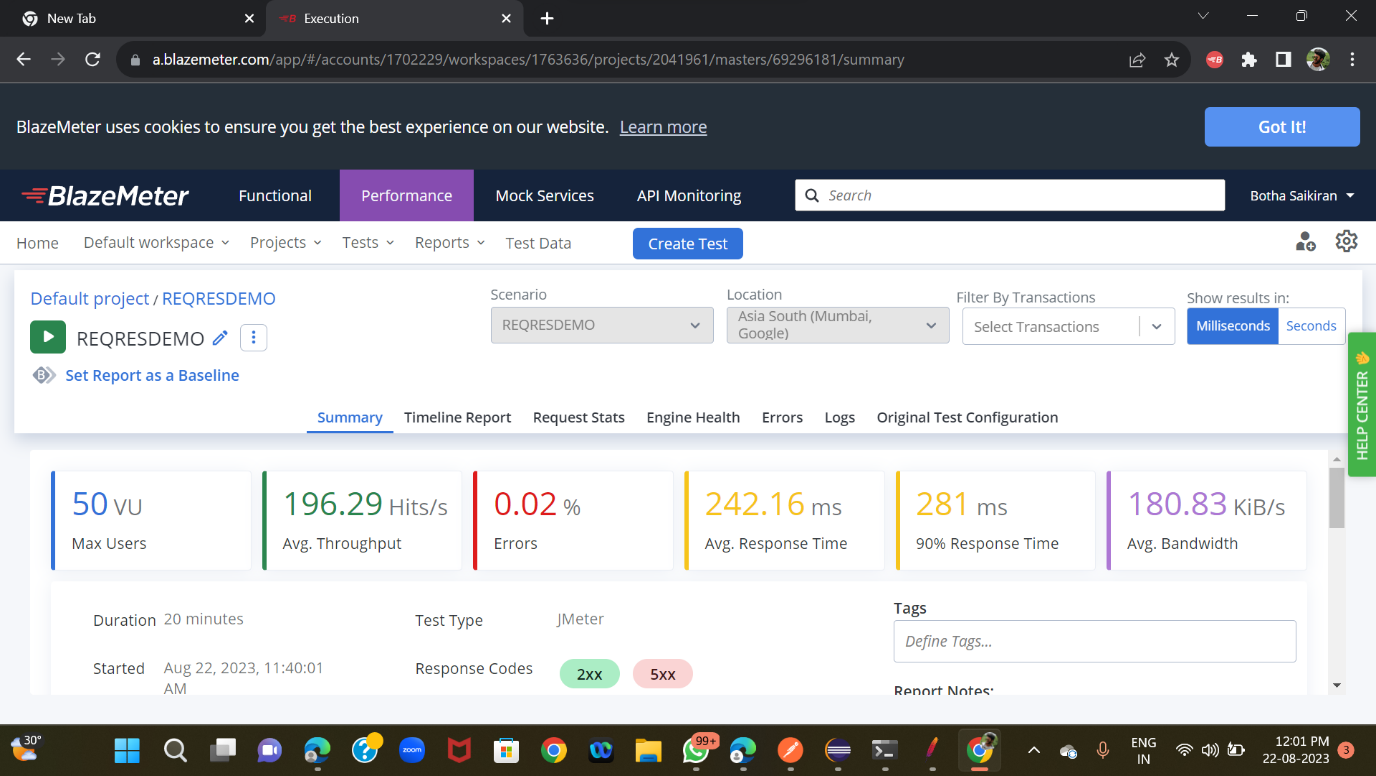 New Tab
Execution
a.blazemeter.com/app/#/accounts/1702229/workspaces/1763636/projects/2041961/masters/69296181/summary
BlazeMeter uses cookies to ensure you get the best experience on our website. Learn more
Got It!
BlazeMeter
Functional
Performance
Mock Services
API Monitoring
Search
Botha Saikiran
Home
Default workspace
Projects
Tests
Reports
Test Data
Create Test
Default project / REQRESDEMO
REQRESDEMO
Set Report as a Baseline
Scenario
REQRESDEMO
Location
Asia South (Mumbai,
Google)
Filter By Transactions
Select Transactions
Show results in:
Milliseconds
Seconds
HELP CENTER
Summary
Timeline Report
Request Stats
Engine Health
Errors
Logs
Original Test Configuration
50 VU
Max Users
196.29 Hits/s
Avg. Throughput
0.02 %
Errors
242.16 ms
Avg. Response Time
281 ms
90% Response Time
180.83 KiB/s
Avg. Bandwidth
Duration 20 minutes
Started Aug 22, 2023, 11:40:01
AM
Test Type JMeter
Response Codes 2xx 5xx
Tags
Define Tags...
Report Notes:
30°
zoom
99+
ENG
IN
12:01 PM
22-08-2023
3